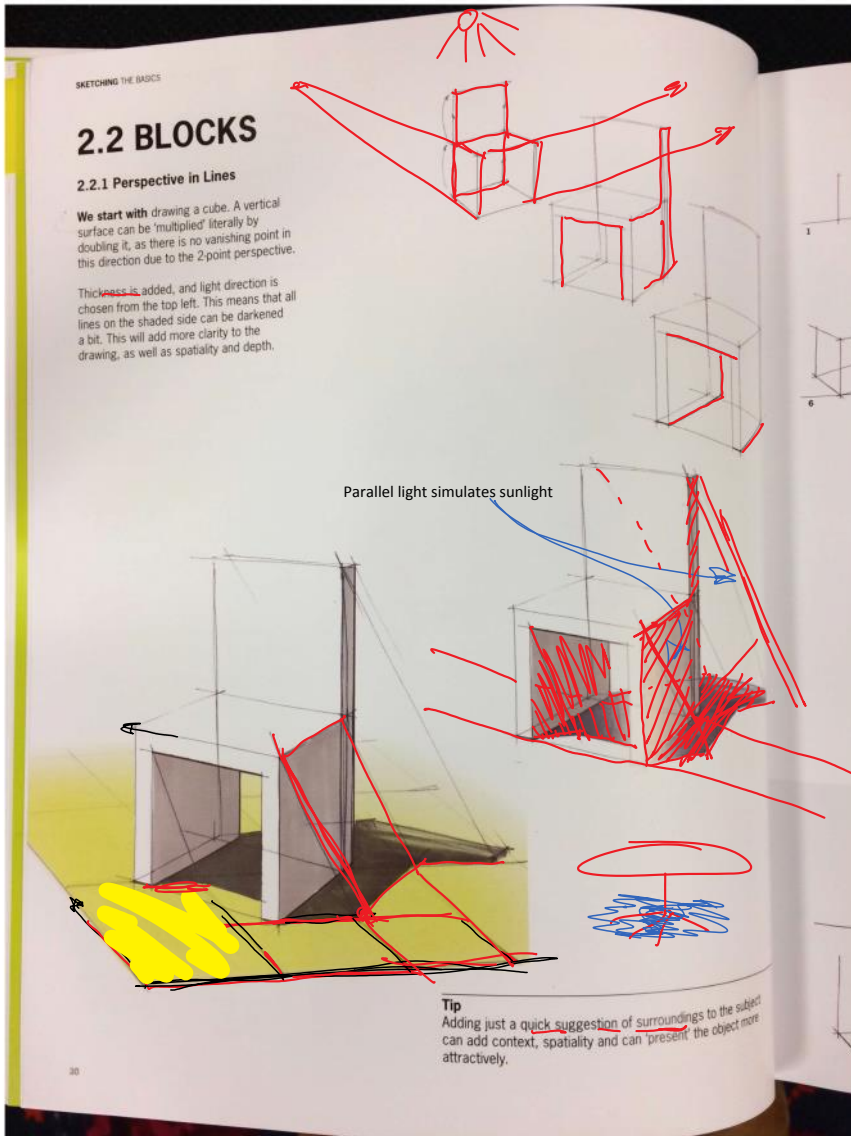 SKETCHING THE BASICS
2.2 BLOCKS
2.2.1 Perspective in Lines
We start with drawing a cube. A vertical
surface can be 'multiplied' literally by
doubling it, as there is no vanishing point in
this direction due to the 2-point perspective.
Thickness is added, and light direction is
chosen from the top left. This means that all
lines on the shaded side can be darkened
a bit. This will add more clarity to the
drawing, as well as spatiality and depth.
1
6
Parallel light simulates sunlight
Tip
Adding just a quick suggestion of surroundings to the subject
can add context, spatiality and can 'present' the object more
attractively.
30